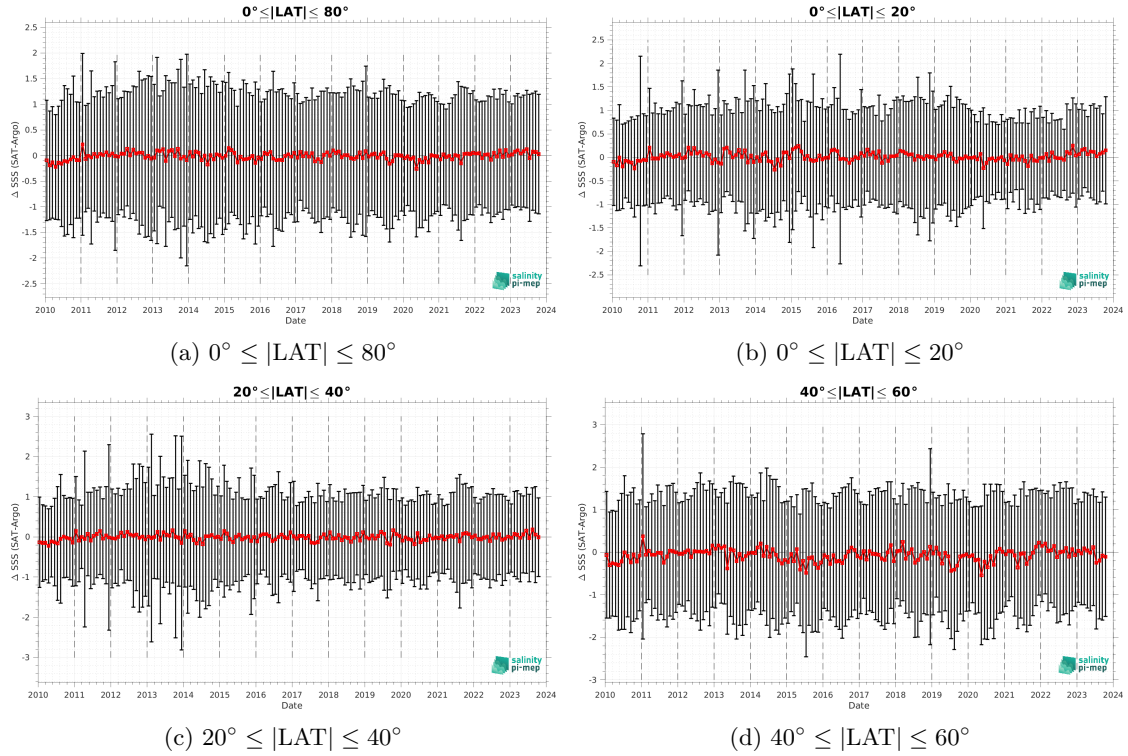 0°≤|LAT|≤ 80°
Δ SSS (SAT-Argo)
2.5
2
1.5
1
0.5
0
-0.5
-1
-1.5
-2
-2.5
2010 2011 2012 2013 2014 2015 2016 2017 2018 2019 2020 2021 2022 2023 2024
Date
salinity
pi-mep
(a) 0° ≤ |LAT| ≤ 80°
0°≤|LAT|≤ 20°
Δ SSS (SAT-Argo)
2.5
2
1.5
1
0.5
0
-0.5
-1
-1.5
-2
-2.5
2010 2011 2012 2013 2014 2015 2016 2017 2018 2019 2020 2021 2022 2023 2024
Date
salinity
pi-mep
(b) 0° ≤ |LAT| ≤ 20°
20°≤|LAT|≤ 40°
Δ SSS (SAT-Argo)
3
2
1
0
-1
-2
-3
2010 2011 2012 2013 2014 2015 2016 2017 2018 2019 2020 2021 2022 2023 2024
Date
salinity
pi-mep
(c) 20° ≤ |LAT| ≤ 40°
40°≤|LAT|≤ 60°
Δ SSS (SAT-Argo)
3
2
1
0
-1
-2
-3
2010 2011 2012 2013 2014 2015 2016 2017 2018 2019 2020 2021 2022 2023 2024
Date
salinity
pi-mep
(d) 40° ≤ |LAT| ≤ 60°